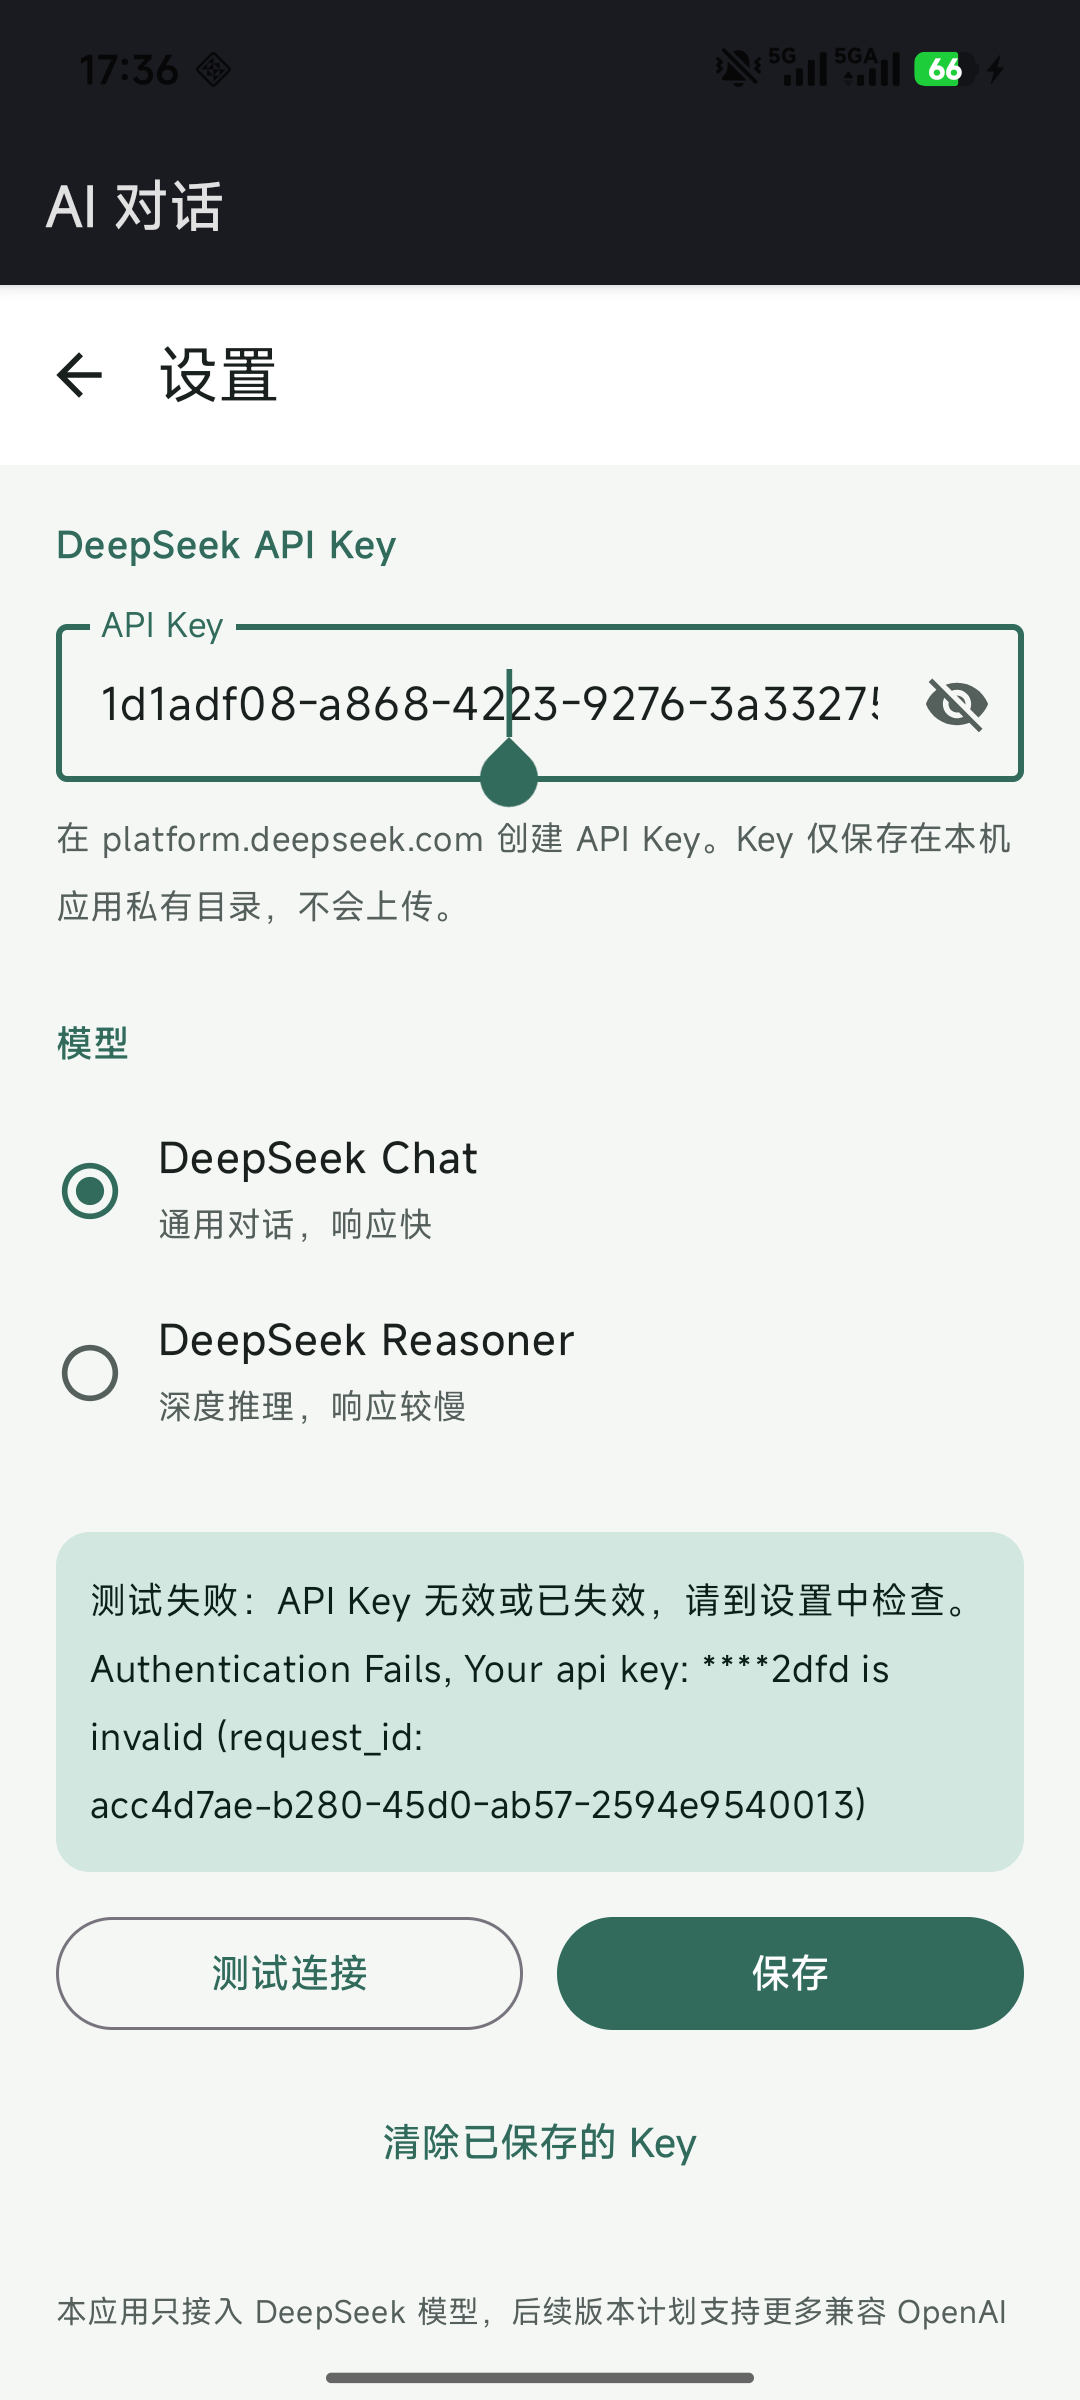 17:36 5G 5GA 66
AI 对话
设置
DeepSeek API Key
API Key
1d1adf08-a868-4223-9276-3a33275
在 platform.deepseek.com 创建 API Key。Key 仅保存在本机
应用私有目录，不会上传。
模型
DeepSeek Chat
通用对话，响应快
DeepSeek Reasoner
深度推理，响应较慢
测试失败：API Key 无效或已失效，请到设置中检查。
Authentication Fails, Your api key: ****2dfd is
invalid (request_id:
acc4d7ae-b280-45d0-ab57-2594e9540013)
测试连接 保存
清除已保存的 Key
本应用只接入 DeepSeek 模型，后续版本计划支持更多兼容 OpenAI